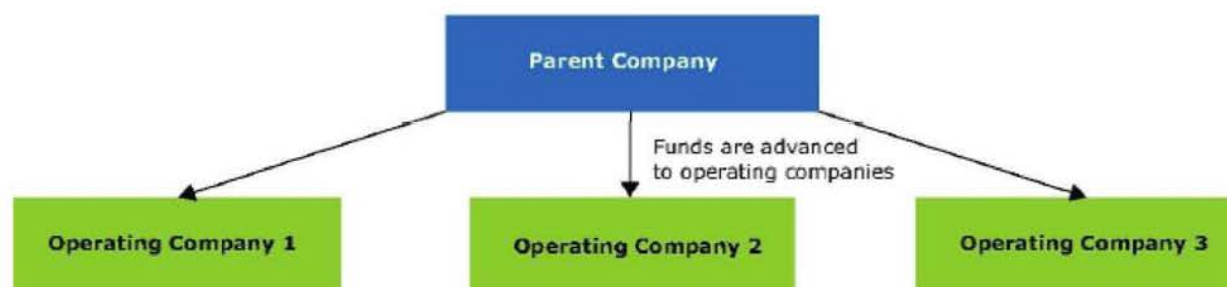 Parent Company
Funds are advanced
to operating companies
Operating Company 1
Operating Company 2
Operating Company 3